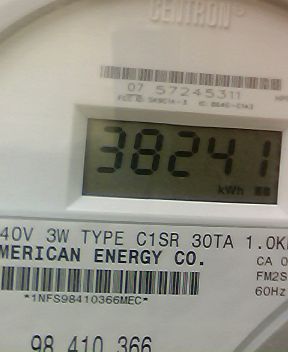 CENTRON®
07 57245311
38241
kWh
40V 3W TYPE C1SR 30TA 1.0K
MERICAN ENERGY CO.
CA 0
FM2S
60Hz
*1NFS98410366MEC*
98 410 366